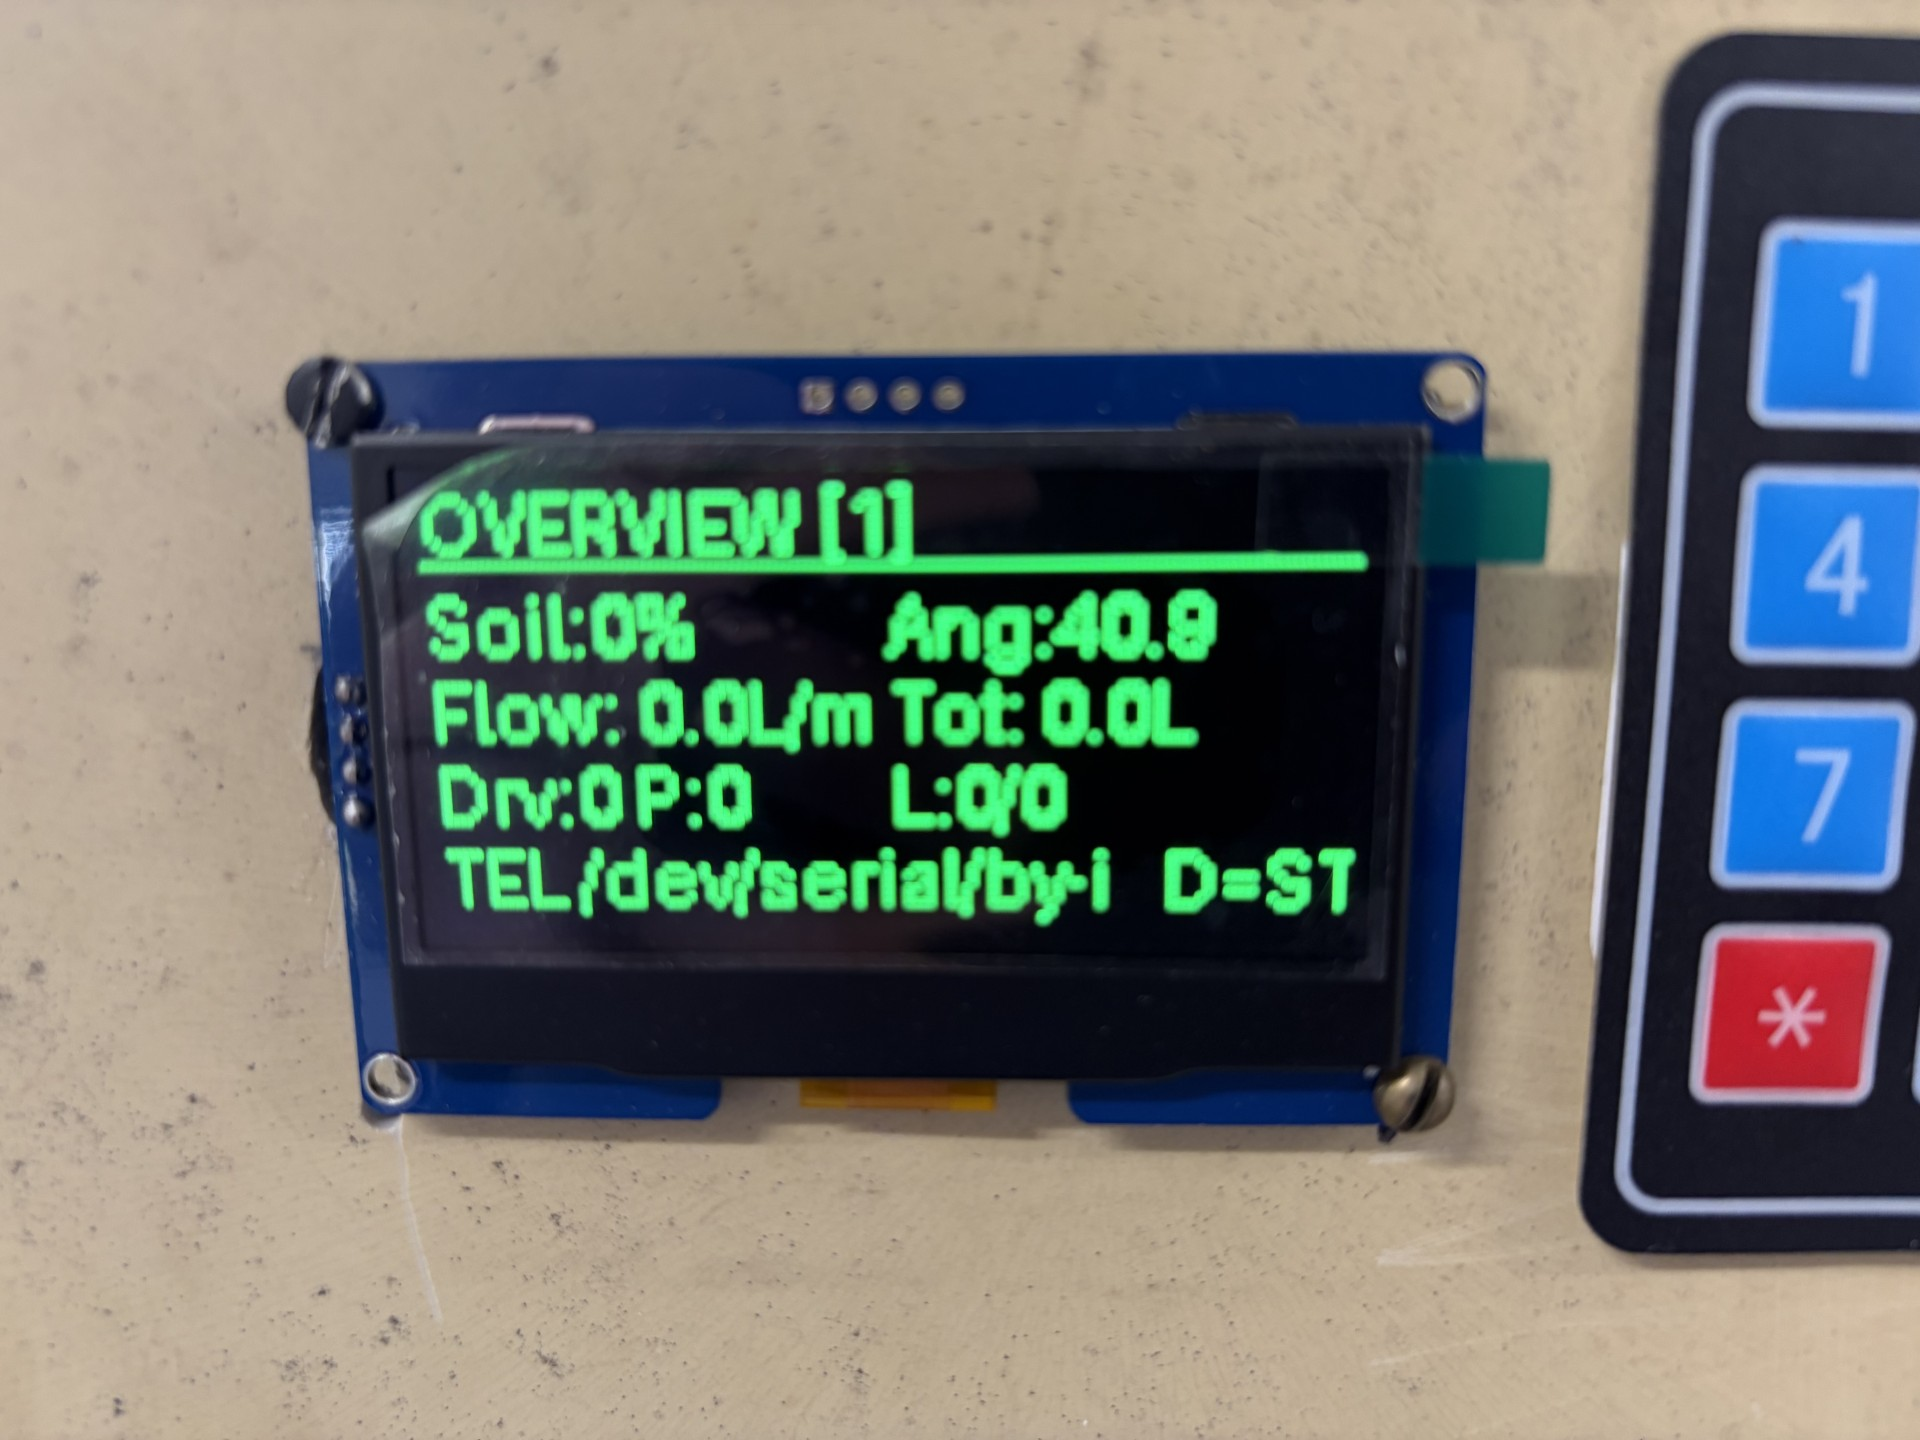 OVERVIEW [1]
Soil:0% Ang:40.9
Flow: 0.0L/m Tot: 0.0L
Drv:0 P:0 L:0/0
TEL/dev/serial/by-i D=ST
1
4
7
*